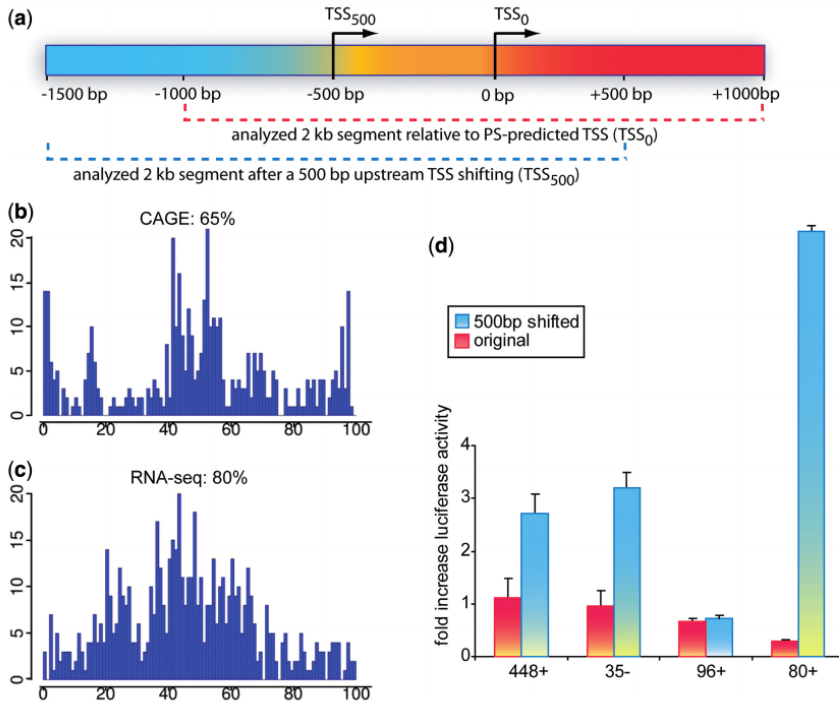 (a)
TSS500 TSS0
-1500 bp -1000 bp -500 bp 0 bp +500 bp +1000bp
analyzed 2 kb segment relative to PS-predicted TSS (TSS0)
analyzed 2 kb segment after a 500 bp upstream TSS shifting (TSS500)
(b)
CAGE: 65%
20
15
10
5
0
0 20 40 60 80 100
(c)
RNA-seq: 80%
20
15
10
5
0
0 20 40 60 80 100
(d)
500bp shifted
original
fold increase luciferase activity
4
3
2
1
0
448+ 35- 96+ 80+